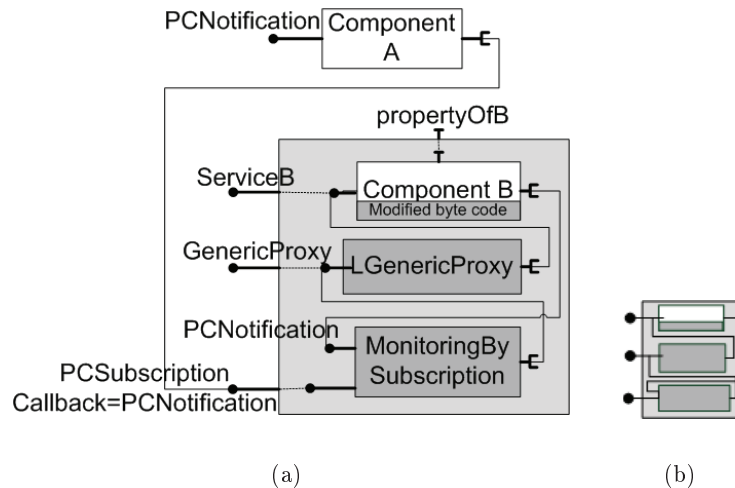 PCNotification
Component
A
propertyOfB
ServiceB
Component B
Modified byte code
GenericProxy
LGenericProxy
PCNotification
MonitoringBy
Subscription
PCSubscription
Callback=PCNotification
(a)
(b)